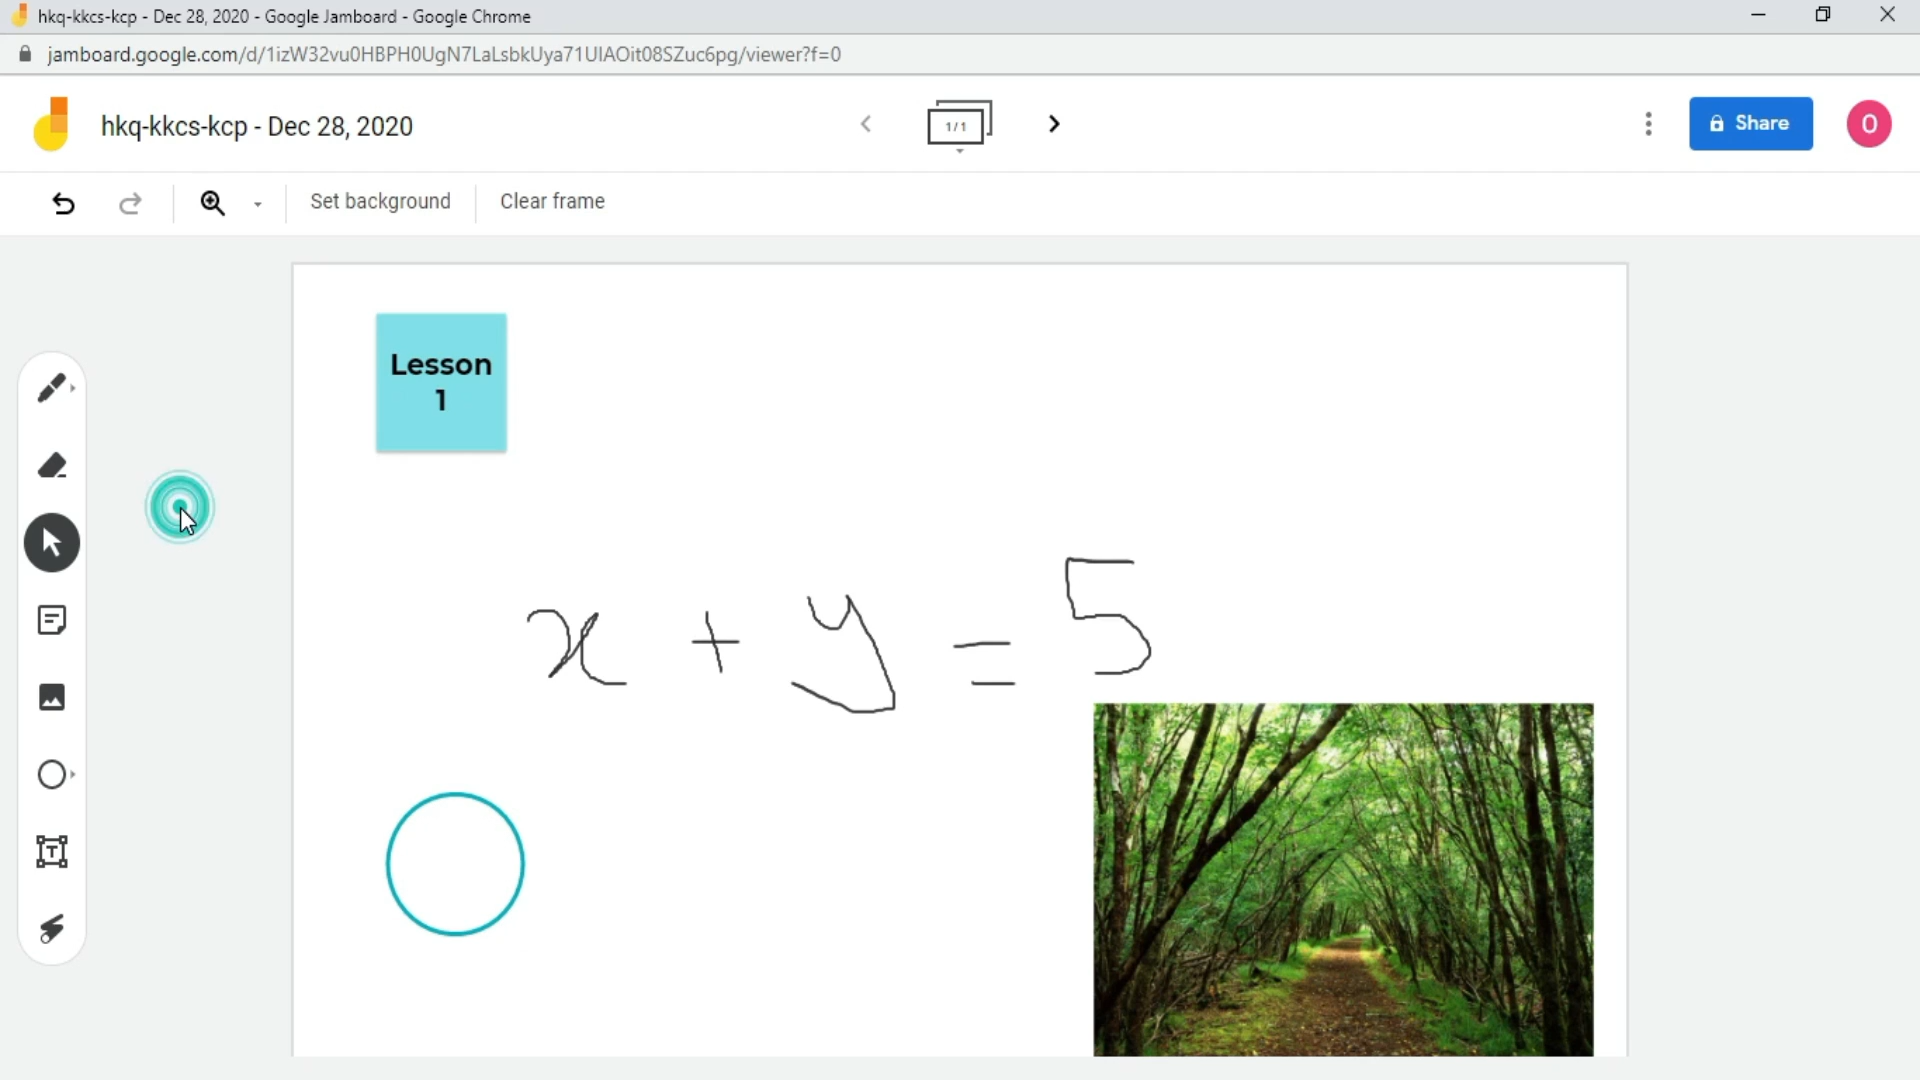 hkq-kkcs-kcp - Dec 28, 2020 - Google Jamboard - Google Chrome
jamboard.google.com/d/1izW32vu0HBPH0UgN7LaLsbkUya71UIAOit08SZuc6pg/viewer?f=0
hkq-kkcs-kcp - Dec 28, 2020
1/1
Share
O
Set background
Clear frame
Lesson
1
x + y = 5
T